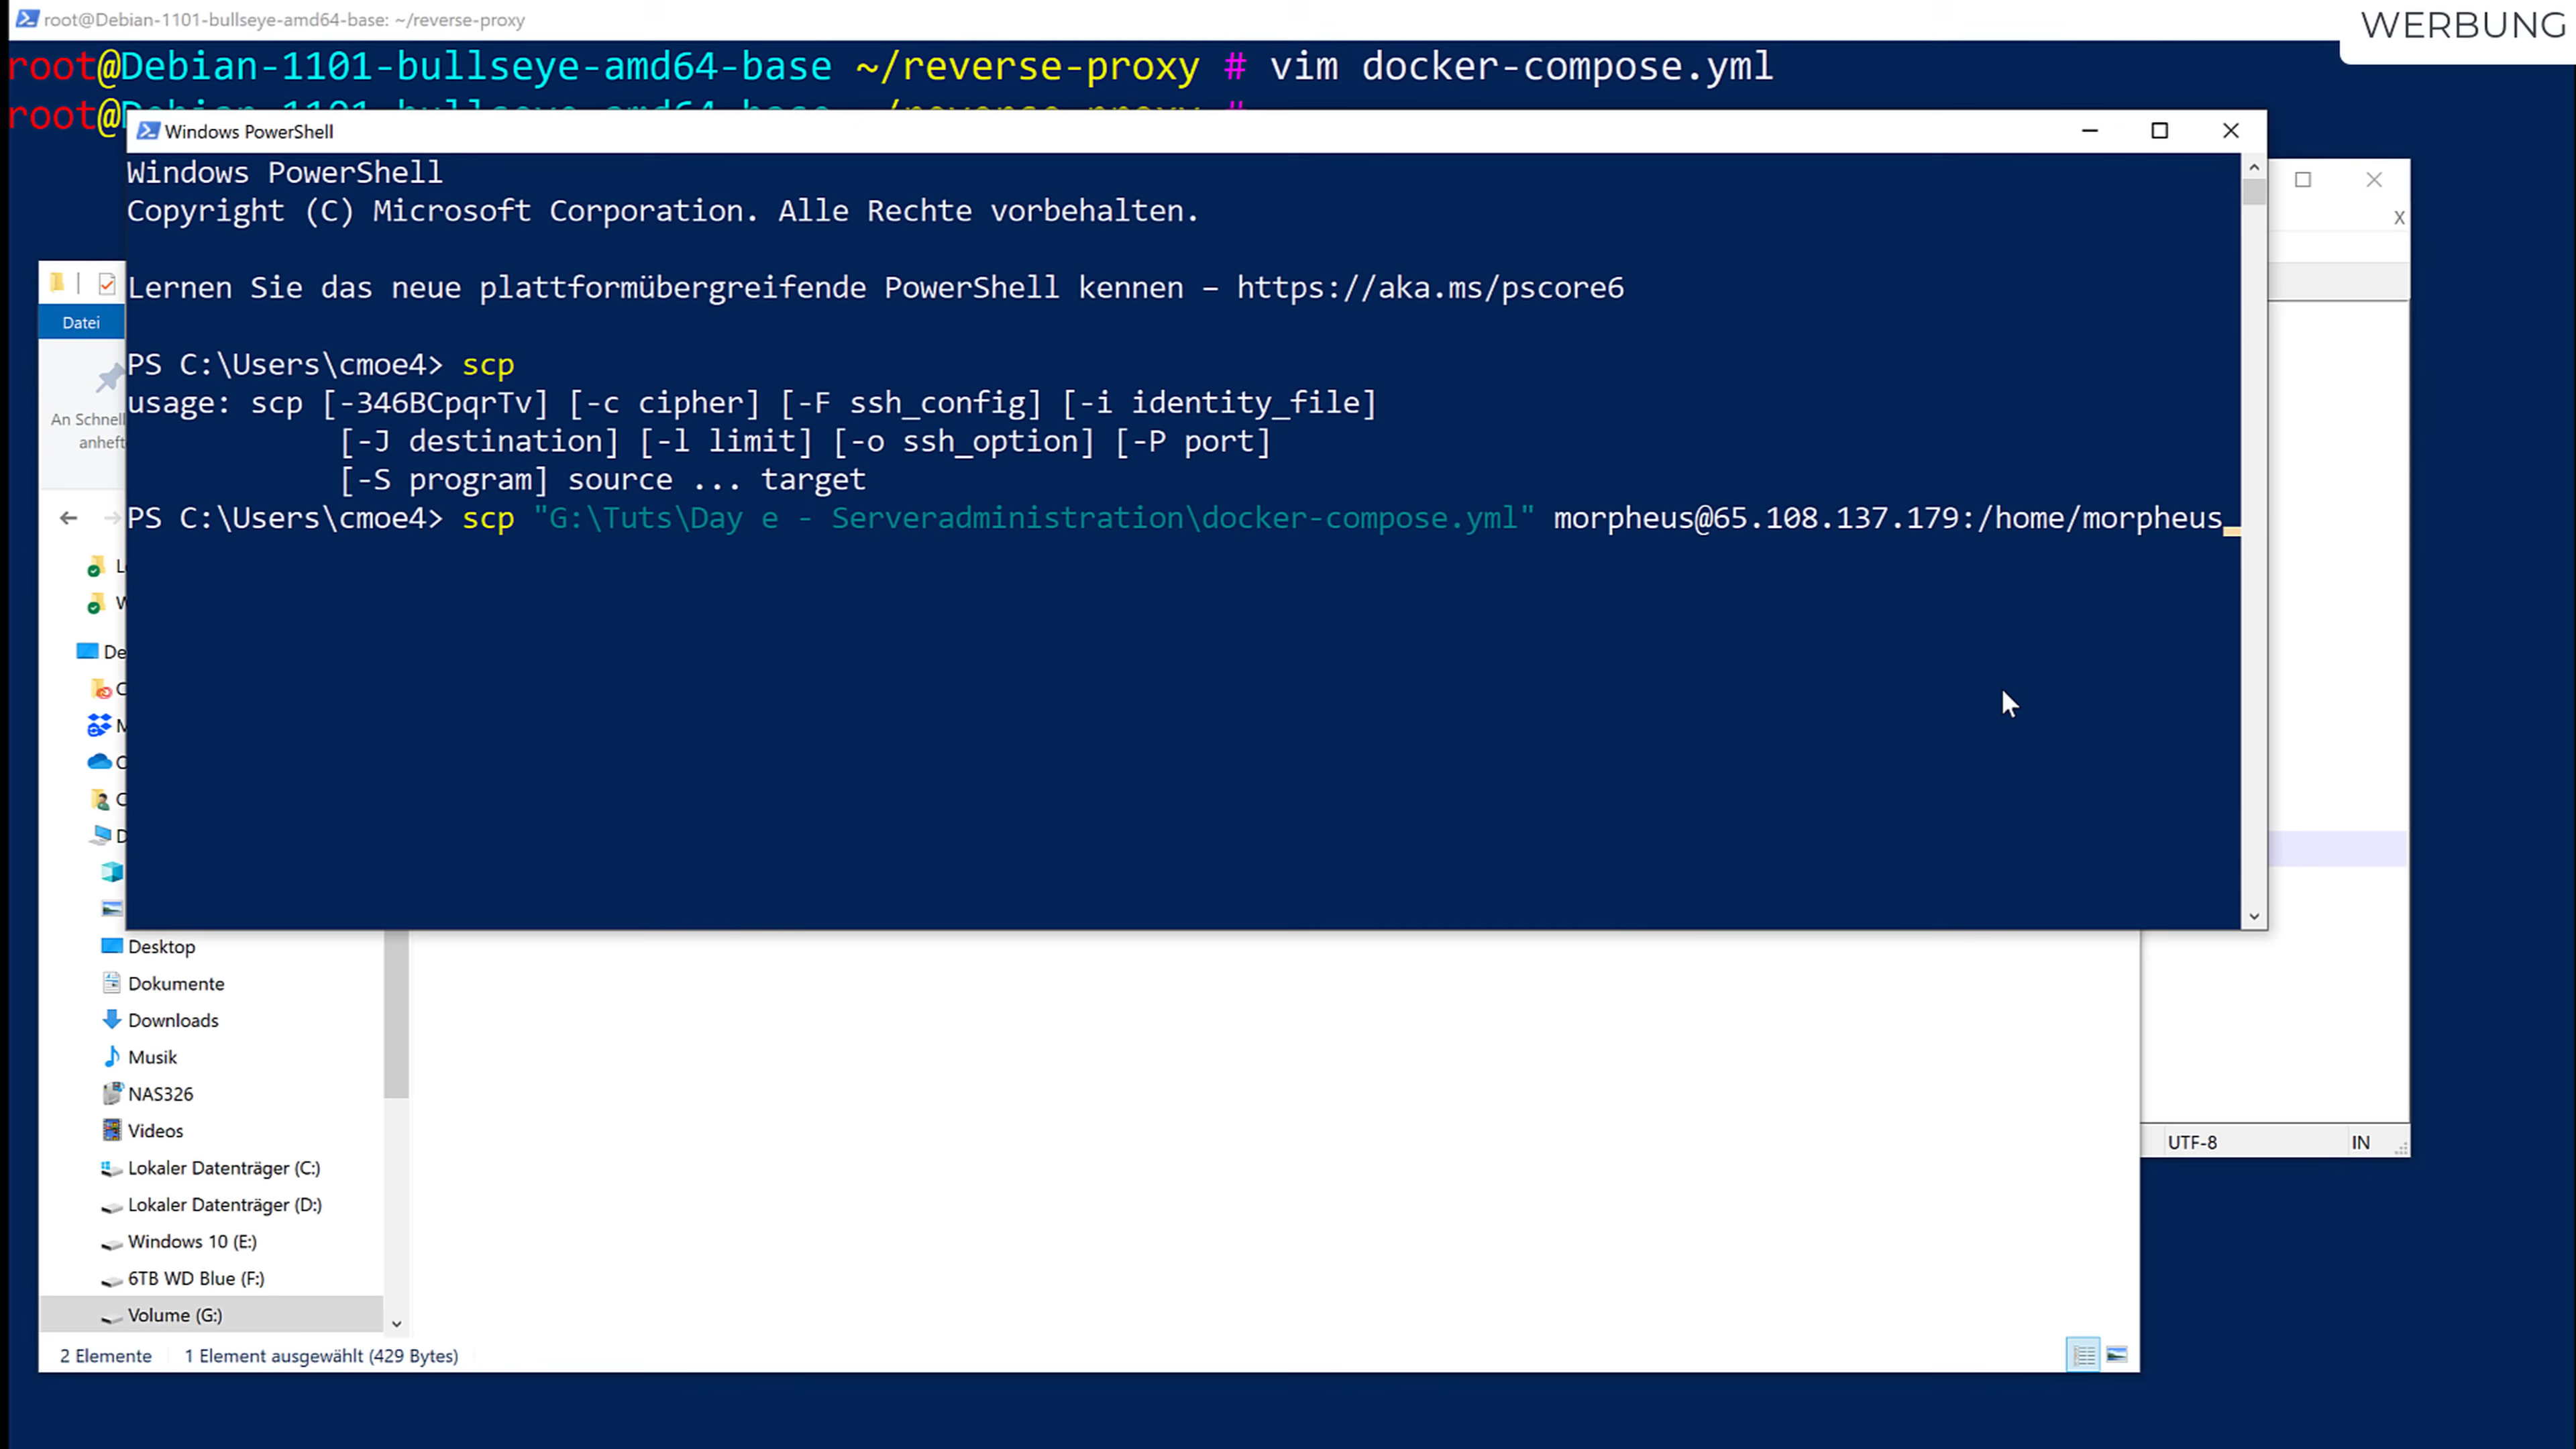 root@Debian-1101-bullseye-amd64-base: ~/reverse-proxy
WERBUNG
root@Debian-1101-bullseye-amd64-base ~/reverse-proxy # vim docker-compose.yml
root@Debian-1101-bullseye-amd64-base ~/reverse-proxy #
Windows PowerShell
Windows PowerShell
Copyright (C) Microsoft Corporation. Alle Rechte vorbehalten.
Lernen Sie das neue plattformübergreifende PowerShell kennen – https://aka.ms/pscore6
PS C:\Users\cmoe4> scp
usage: scp [-346BCpqrTv] [-c cipher] [-F ssh_config] [-i identity_file]
[-J destination] [-l limit] [-o ssh_option] [-P port]
[-S program] source ... target
PS C:\Users\cmoe4> scp "G:\Tuts\Day e - Serveradministration\docker-compose.yml" morpheus@65.108.137.179:/home/morpheus
X
Datei
An Schnell
anheft
De
Desktop
Dokumente
Downloads
Musik
NAS326
Videos
Lokaler Datenträger (C:)
Lokaler Datenträger (D:)
Windows 10 (E:)
6TB WD Blue (F:)
Volume (G:)
2 Elemente
1 Element ausgewählt (429 Bytes)
UTF-8
IN